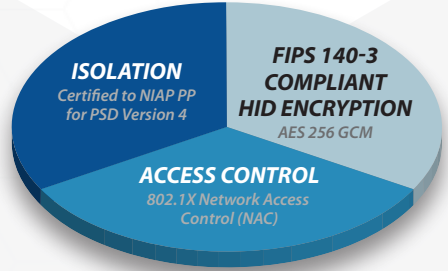 ISOLATION
Certified to NIAP PP
for PSD Version 4
FIPS 140-3
COMPLIANT
HID ENCRYPTION
AES 256 GCM
ACCESS CONTROL
802.1X Network Access
Control (NAC)